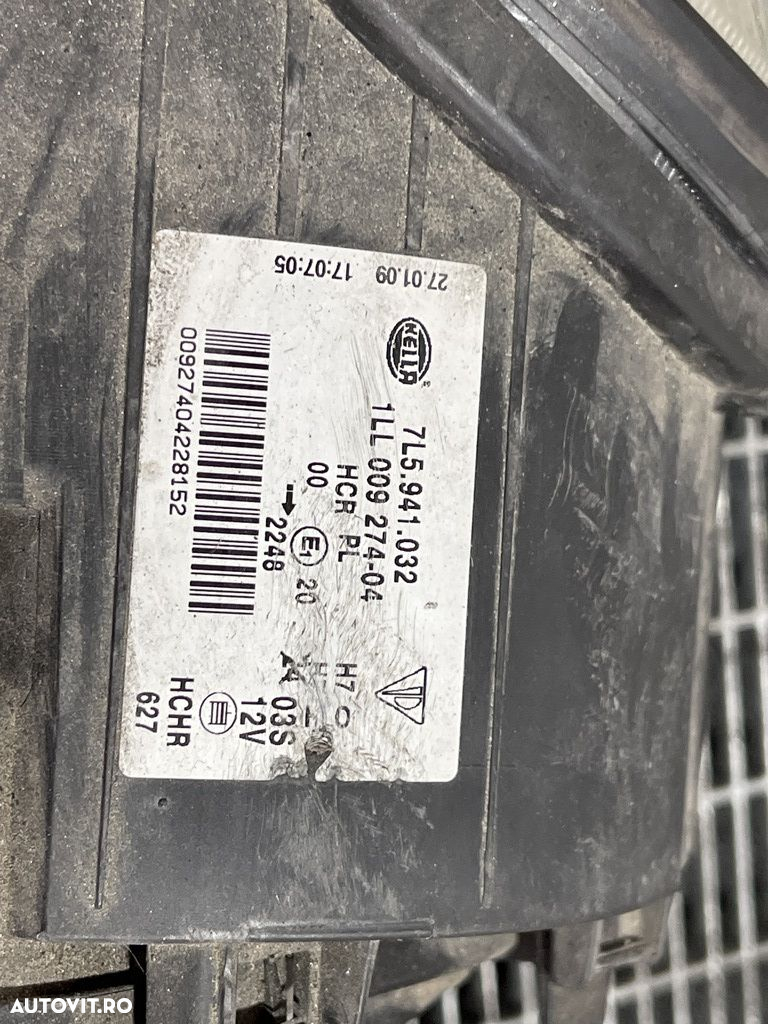 27.01.09 17:07:05
HELLA
7L5.941.032
1LL 009 274-04
HCR PL H7
00 E1 20
2248 03S
12V
HCHR
627
00927404228152
AUTOVIT.RO